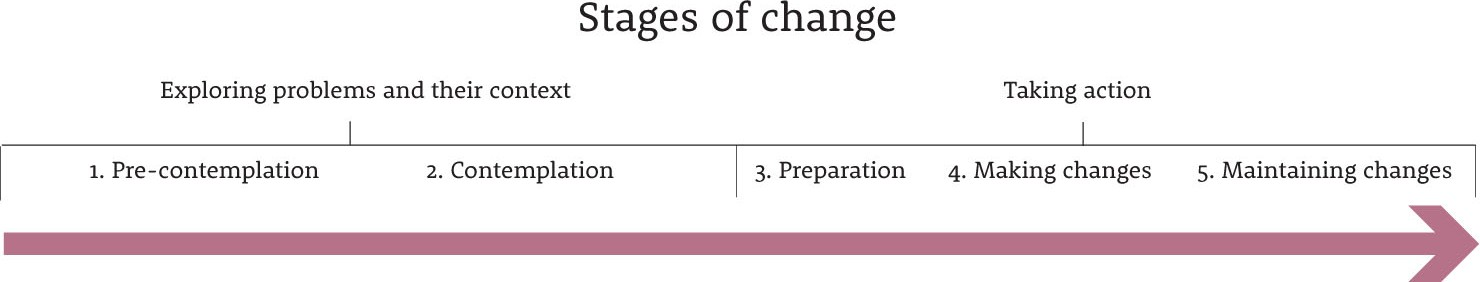 Stages of change
Exploring problems and their context
Taking action
1. Pre-contemplation
2. Contemplation
3. Preparation
4. Making changes
5. Maintaining changes